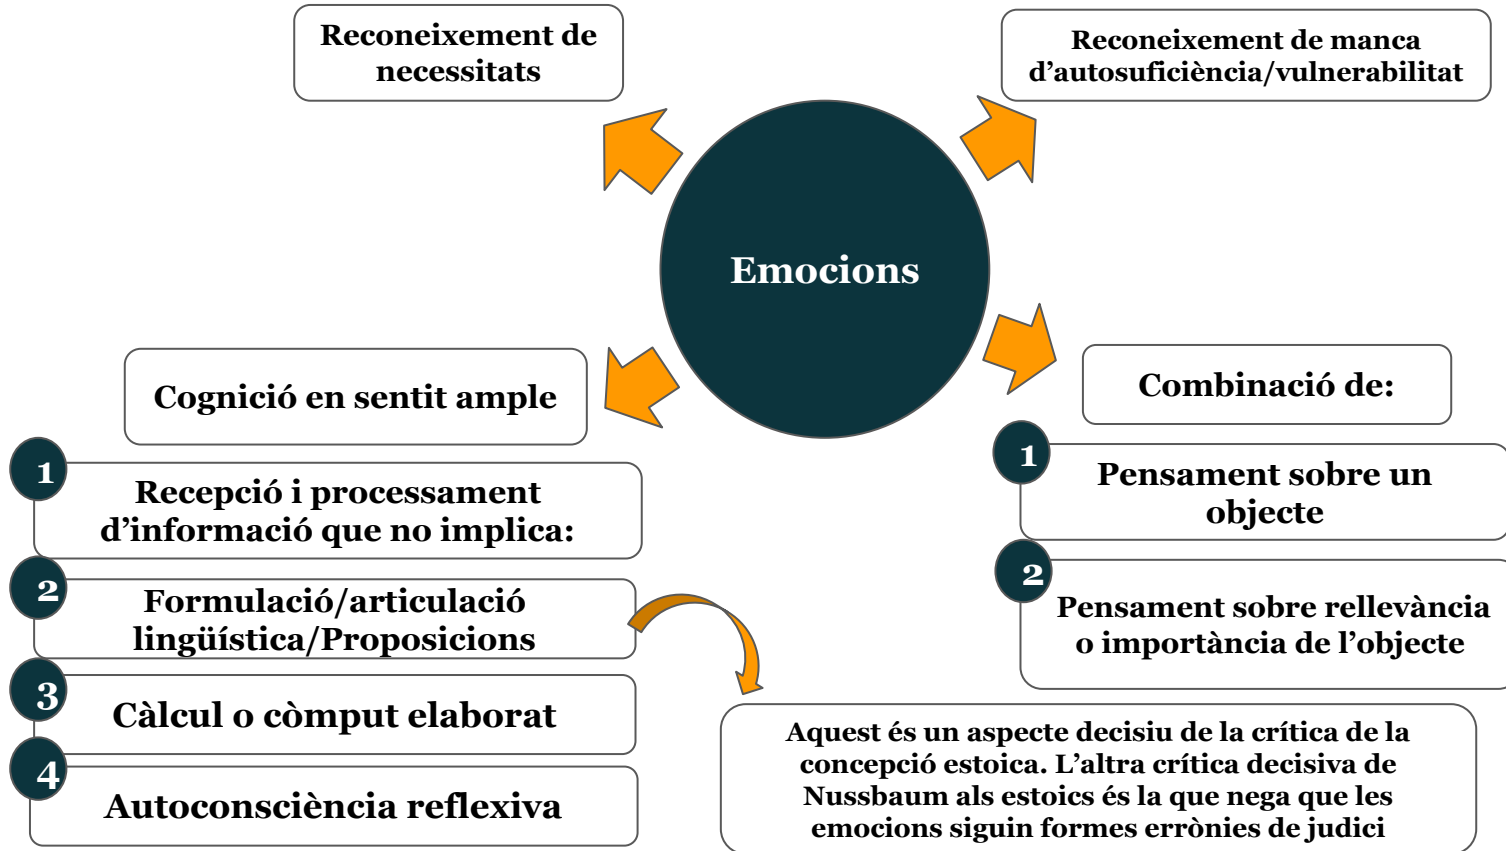 Reconeixement de
necessitats
Reconeixement de manca
d’autosuficiència/vulnerabilitat
Emocions
Cognició en sentit ample
1
Recepció i processament
d’informació que no implica:
2
Formulació/articulació
lingüística/Proposicions
3
Càlcul o còmput elaborat
4
Autoconsciència reflexiva
Combinació de:
1
Pensament sobre un
objecte
2
Pensament sobre rellevància
o importància de l’objecte
Aquest és un aspecte decisiu de la crítica de la
concepció estoica. L’altra crítica decisiva de
Nussbaum als estoics és la que nega que les
emocions siguin formes errònies de judici